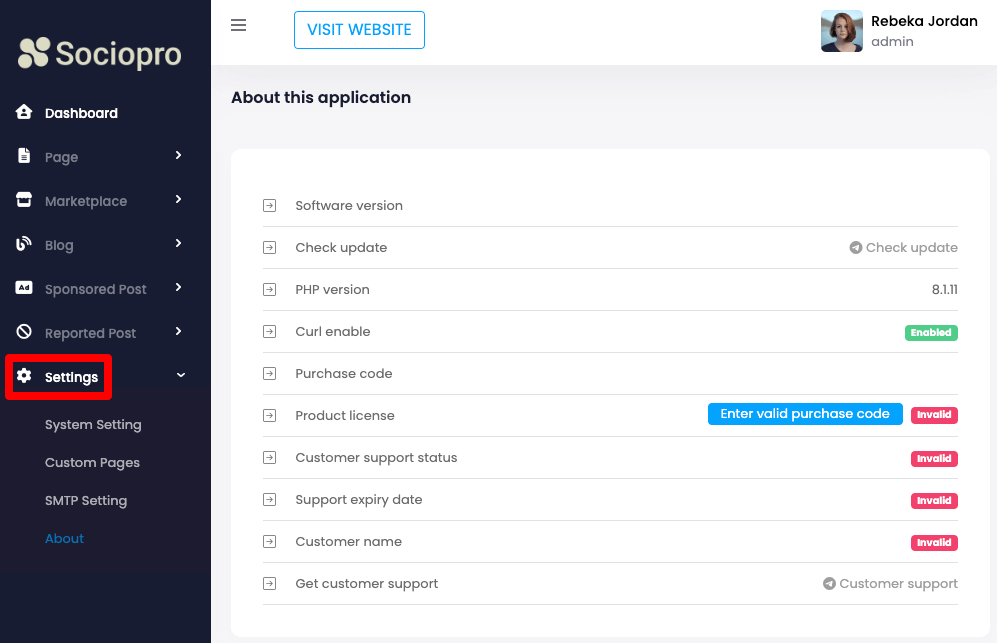 Sociopro
VISIT WEBSITE
Rebeka Jordan
admin
Dashboard
Page
Marketplace
Blog
Ad Sponsored Post
Reported Post
Settings
System Setting
Custom Pages
SMTP Setting
About
About this application
Software version
Check update Check update
PHP version 8.1.11
Curl enable Enabled
Purchase code
Product license Enter valid purchase code Invalid
Customer support status Invalid
Support expiry date Invalid
Customer name Invalid
Get customer support Customer support